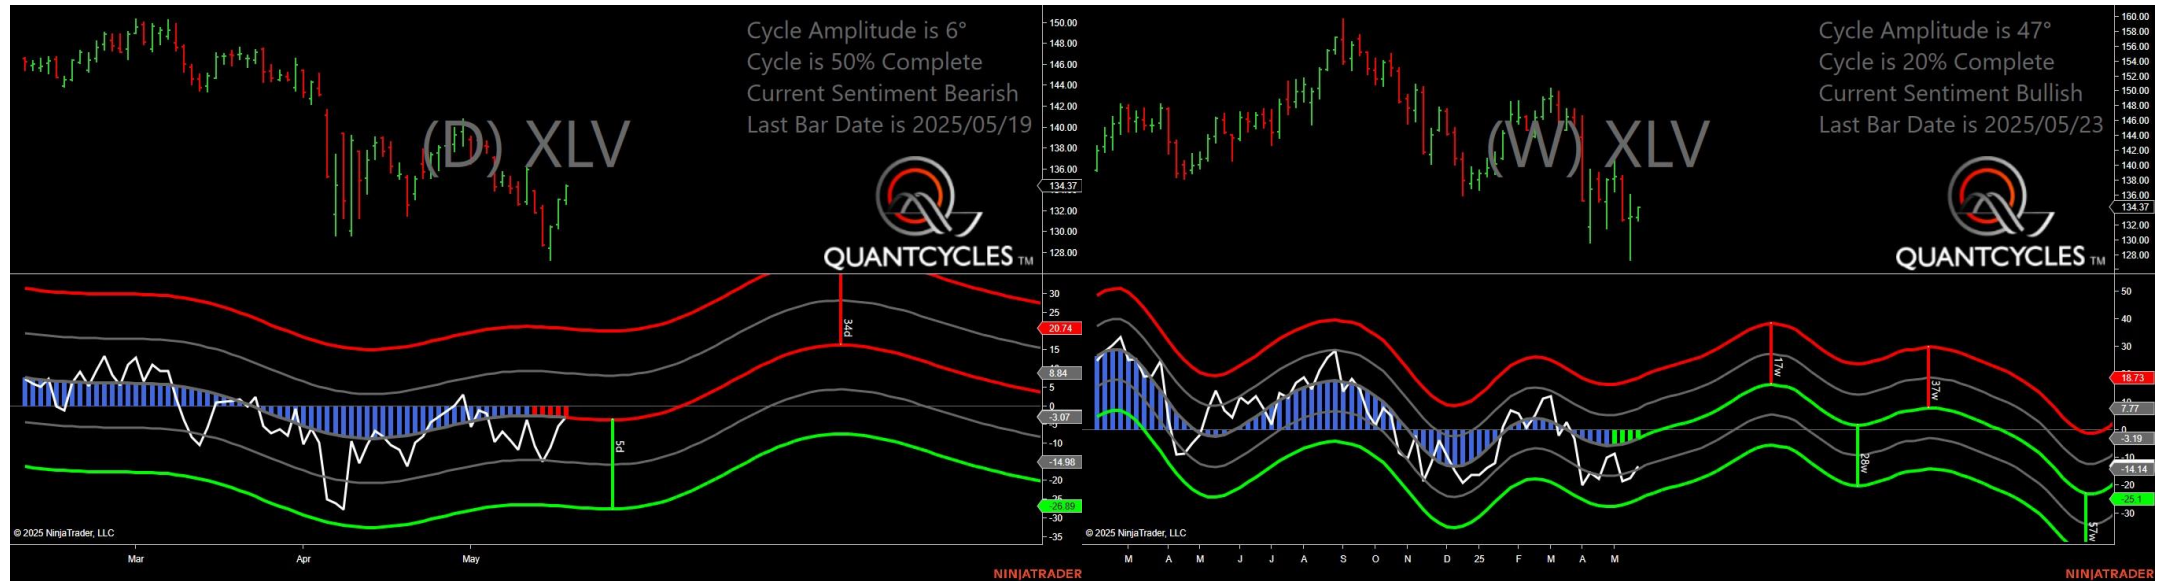 Cycle Amplitude is 6°
Cycle is 50% Complete
Current Sentiment Bearish
Last Bar Date is 2025/05/19
(D) XLV
QUANTCYCLES TM
150.00
148.00
146.00
144.00
142.00
140.00
138.00
136.00
134.37
132.00
130.00
128.00
34d
5d
30
25
20.74
15
8.84
5
0
-3.07
-5
-10
-14.98
-20
-25
-26.89
-30
-35
© 2025 NinjaTrader, LLC
Mar Apr May
NINJATRADER
Cycle Amplitude is 47°
Cycle is 20% Complete
Current Sentiment Bullish
Last Bar Date is 2025/05/23
(W) XLV
QUANTCYCLES TM
160.00
158.00
156.00
154.00
152.00
150.00
148.00
146.00
144.00
142.00
140.00
138.00
136.00
134.37
132.00
130.00
128.00
17w
37w
28w
57w
50
40
30
18.73
7.77
0
-3.19
-10
-14.14
-20
-25.1
-30
© 2025 NinjaTrader, LLC
M A M J J A S O N D 25 F M A M
NINJATRADER